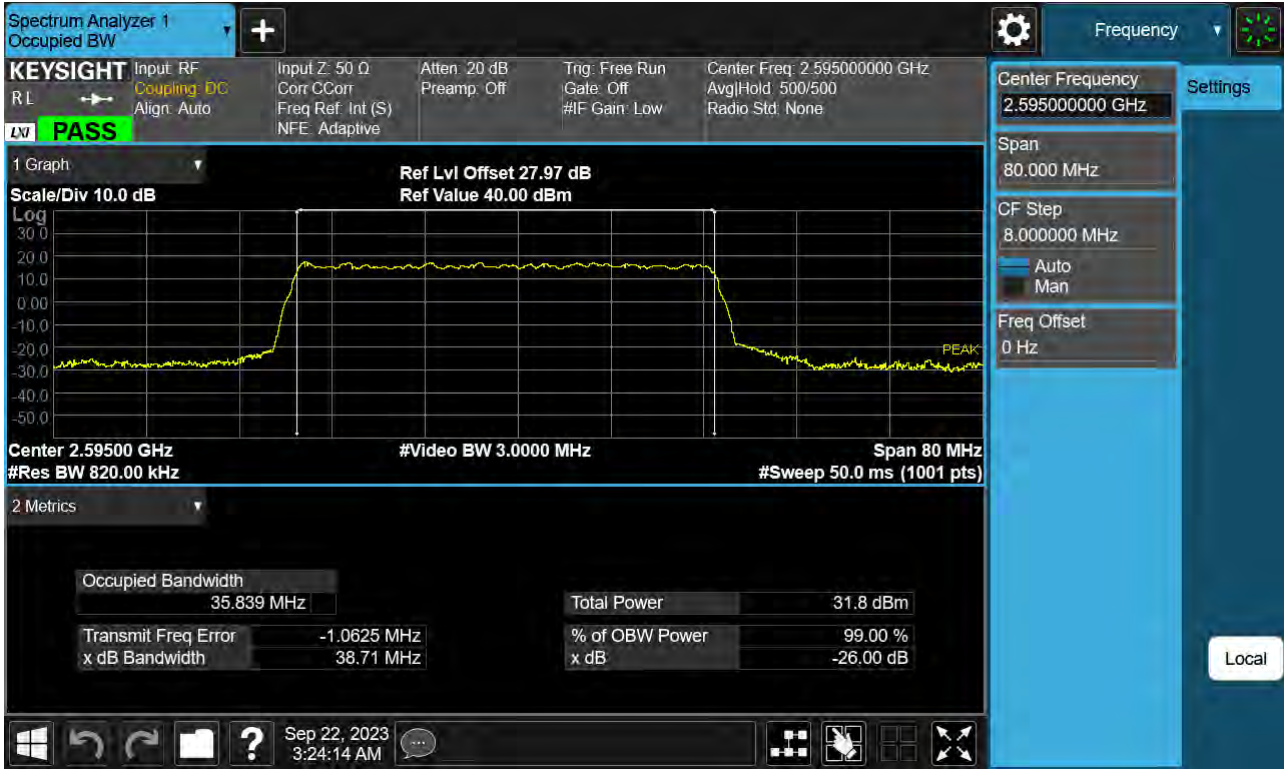 Spectrum Analyzer 1
Occupied BW
Frequency
KEYSIGHT
R L
LXI
PASS
Input: RF
Coupling: DC
Align: Auto
Input Z: 50 Ω
Corr CCorr
Freq Ref: Int (S)
NFE: Adaptive
Atten: 20 dB
Preamp: Off
Trig: Free Run
Gate: Off
#IF Gain: Low
Center Freq: 2.595000000 GHz
Avg|Hold: 500/500
Radio Std: None
Center Frequency
2.595000000 GHz
Settings
Span
80.000 MHz
CF Step
8.000000 MHz
Auto
Man
Freq Offset
0 Hz
Local
1 Graph
Ref Lvl Offset 27.97 dB
Scale/Div 10.0 dB
Ref Value 40.00 dBm
Log
30.0
20.0
10.0
0.00
-10.0
-20.0
-30.0
-40.0
-50.0
PEAK
Center 2.59500 GHz
#Video BW 3.0000 MHz
Span 80 MHz
#Res BW 820.00 kHz
#Sweep 50.0 ms (1001 pts)
2 Metrics
Occupied Bandwidth
35.839 MHz
Total Power 31.8 dBm
Transmit Freq Error -1.0625 MHz
% of OBW Power 99.00 %
x dB Bandwidth 38.71 MHz
x dB -26.00 dB
?
Sep 22, 2023
3:24:14 AM